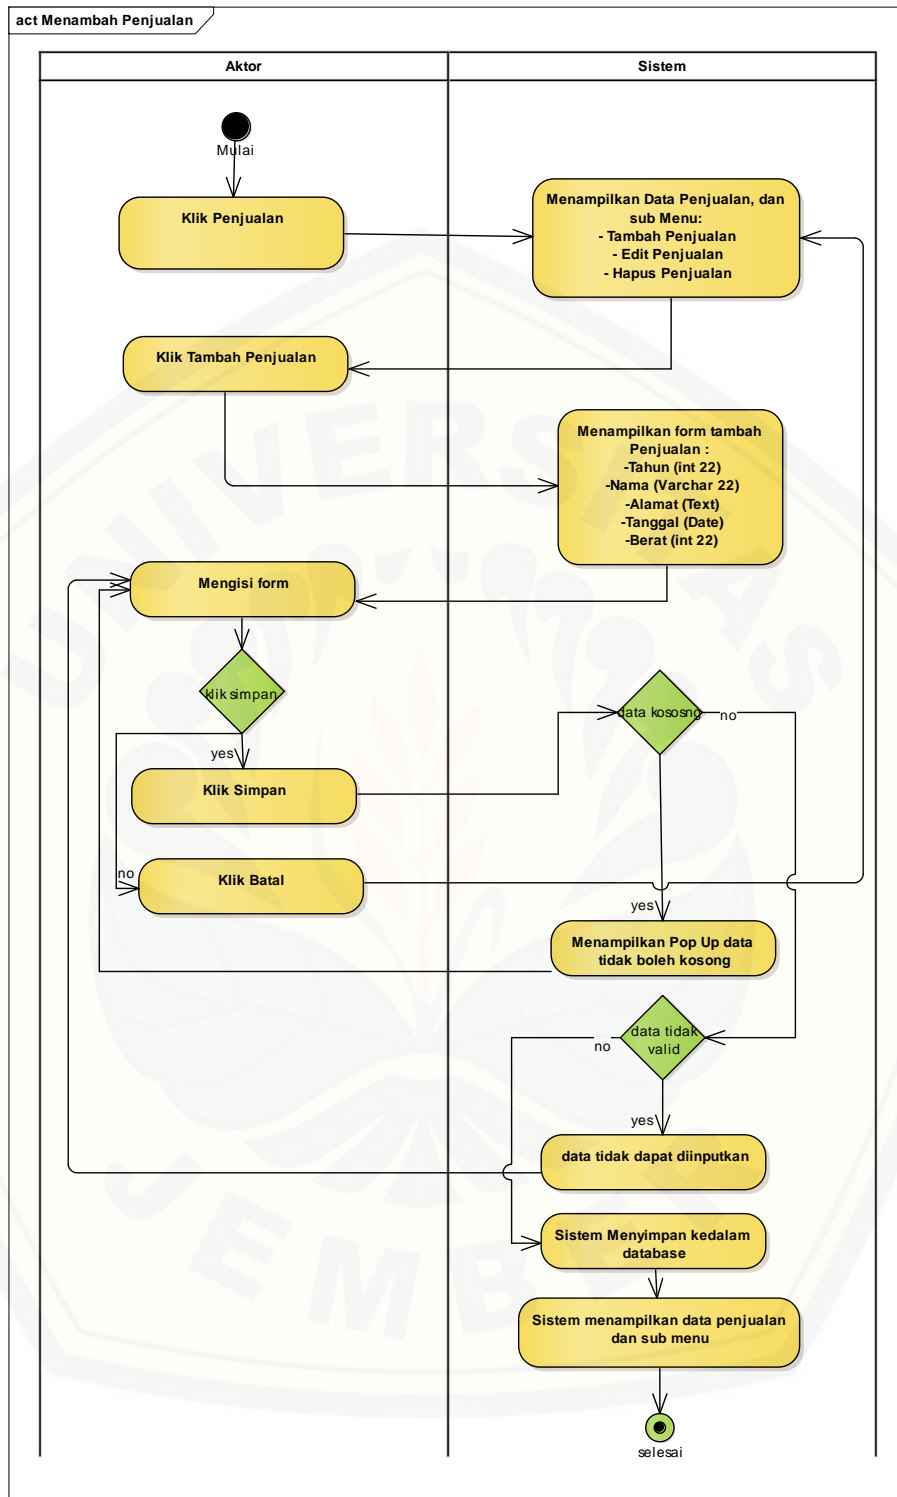 act Menambah Penjualan
Aktor
Sistem
Mulai
Klik Penjualan
Menampilkan Data Penjualan, dan
sub Menu:
- Tambah Penjualan
- Edit Penjualan
- Hapus Penjualan
Klik Tambah Penjualan
Menampilkan form tambah
Penjualan :
-Tahun (int 22)
-Nama (Varchar 22)
-Alamat (Text)
-Tanggal (Date)
-Berat (int 22)
Mengisi form
klik simpan
data kososng
no
yes
Klik Simpan
no
Klik Batal
yes
Menampilkan Pop Up data
tidak boleh kosong
data tidak
valid
no
yes
data tidak dapat diinputkan
Sistem Menyimpan kedalam
database
Sistem menampilkan data penjualan
dan sub menu
selesai
UNIVERSITAS
JEMBER